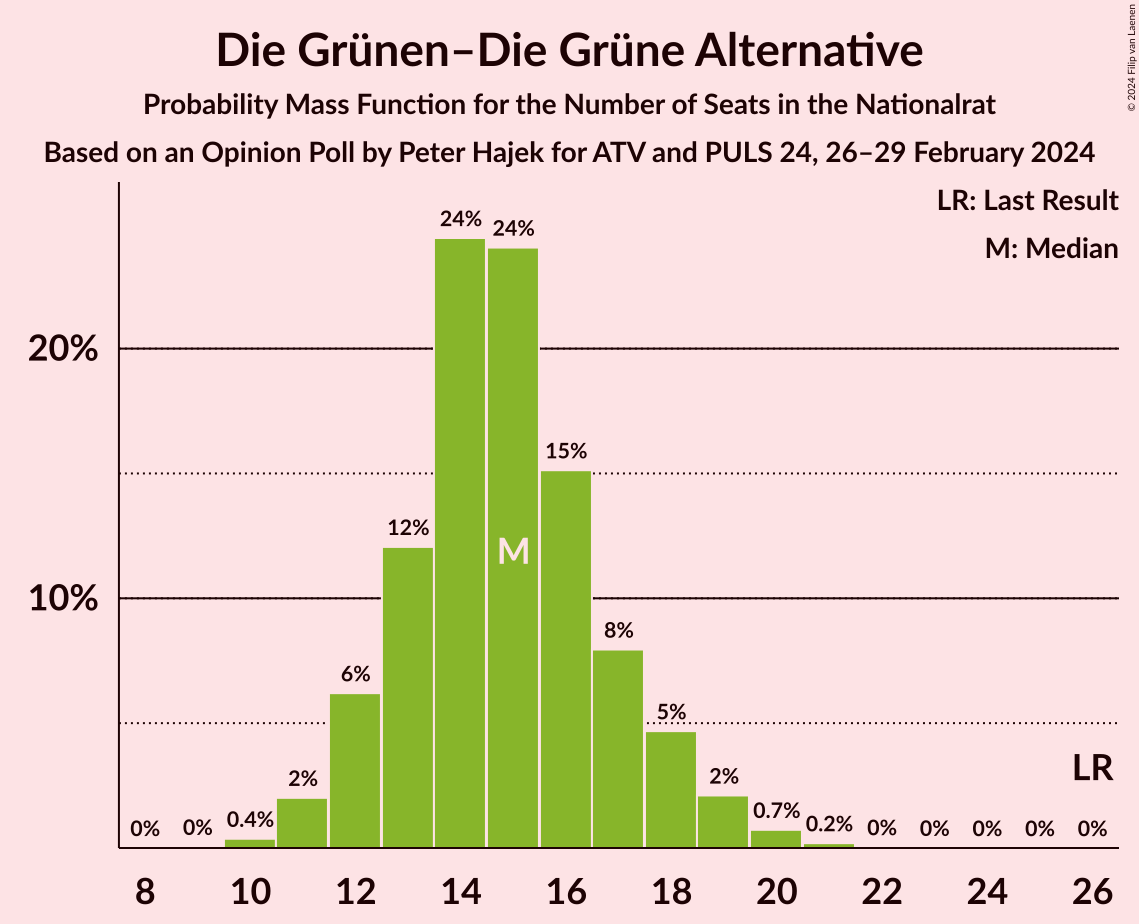 Die Grünen–Die Grüne Alternative
Probability Mass Function for the Number of Seats in the Nationalrat
Based on an Opinion Poll by Peter Hajek for ATV and PULS 24, 26–29 February 2024
© 2024 Filip van Laenen
LR: Last Result
M: Median
24%
24%
20%
15%
12%
M
10%
8%
6%
5%
LR
2%
2%
0%
0%
0.4%
0.7%
0.2%
0%
0%
0%
0%
0%
8 10 12 14 16 18 20 22 24 26